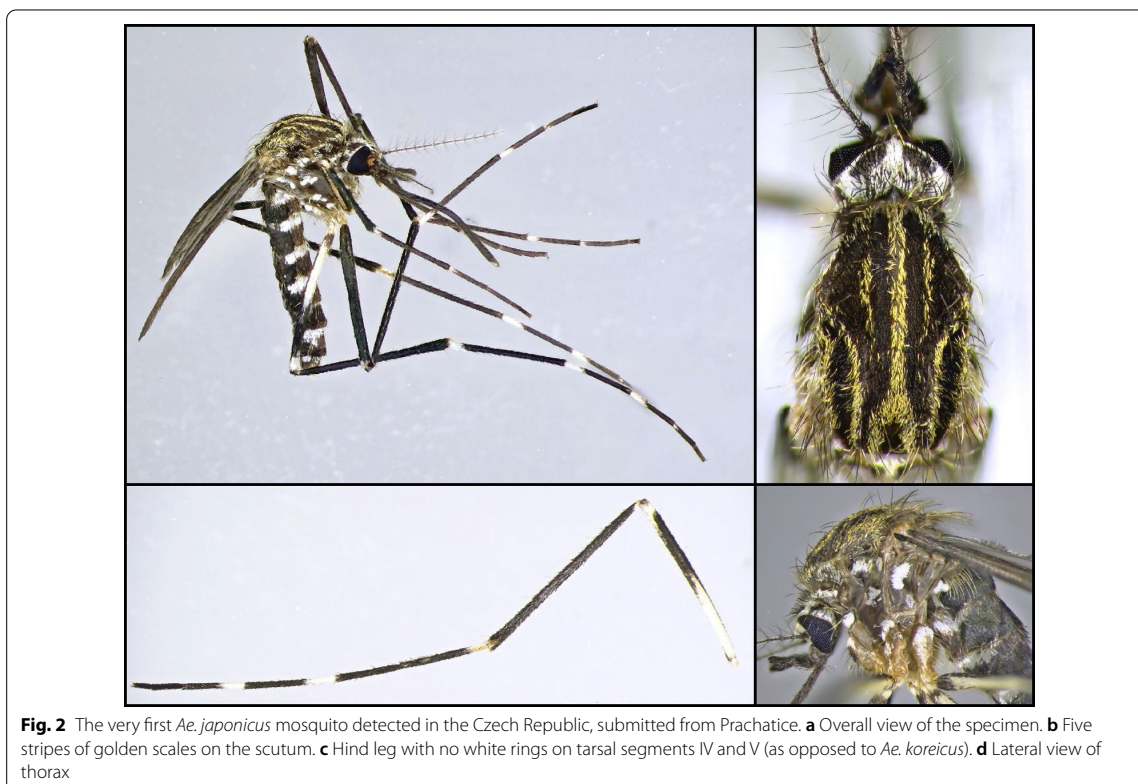 Fig. 2 The very first Ae. japonicus mosquito detected in the Czech Republic, submitted from Prachatice. a Overall view of the specimen. b Five
stripes of golden scales on the scutum. c Hind leg with no white rings on tarsal segments IV and V (as opposed to Ae. koreicus). d Lateral view of
thorax